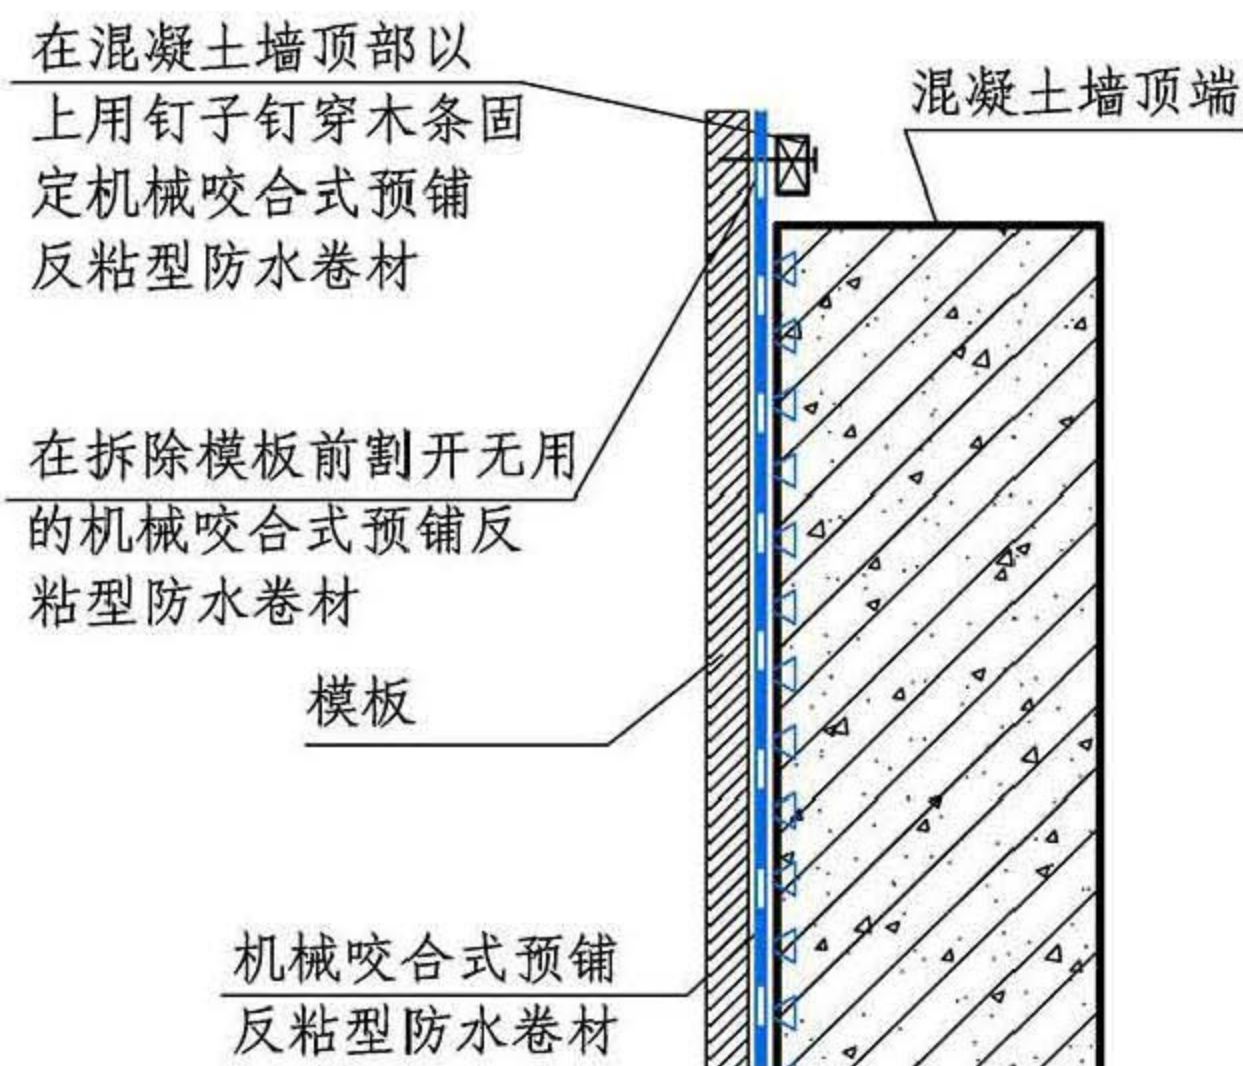 在混凝土墙顶部以
上用钉子钉穿木条固
定机械咬合式预铺
反粘型防水卷材
混凝土墙顶端
在拆除模板前割开无用
的机械咬合式预铺反
粘型防水卷材
模板
机械咬合式预铺
反粘型防水卷材